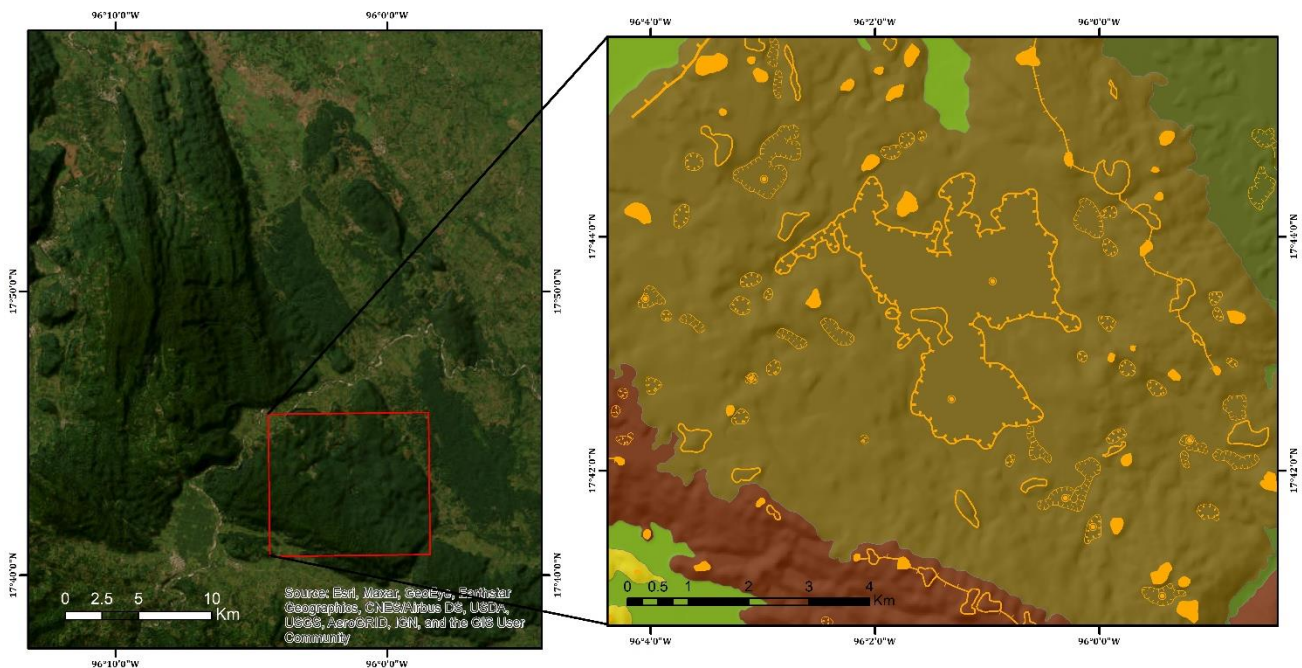 96°10'0"W 96°0'0"W
17°50'0"N
17°40'0"N
0 2.5 5 10
Km
Source: Esri, Maxar, GeoEye, Earthstar
Geographics, CNES/Airbus DS, USDA,
USGS, AeroGRID, IGN, and the GIS User
Community
17°50'0"N
17°40'0"N
96°10'0"W 96°0'0"W
96°4'0"W 96°2'0"W 96°0'0"W
17°44'0"N
17°42'0"N
0 0.5 1 2 3 4
Km
17°44'0"N
17°42'0"N
96°4'0"W 96°2'0"W 96°0'0"W